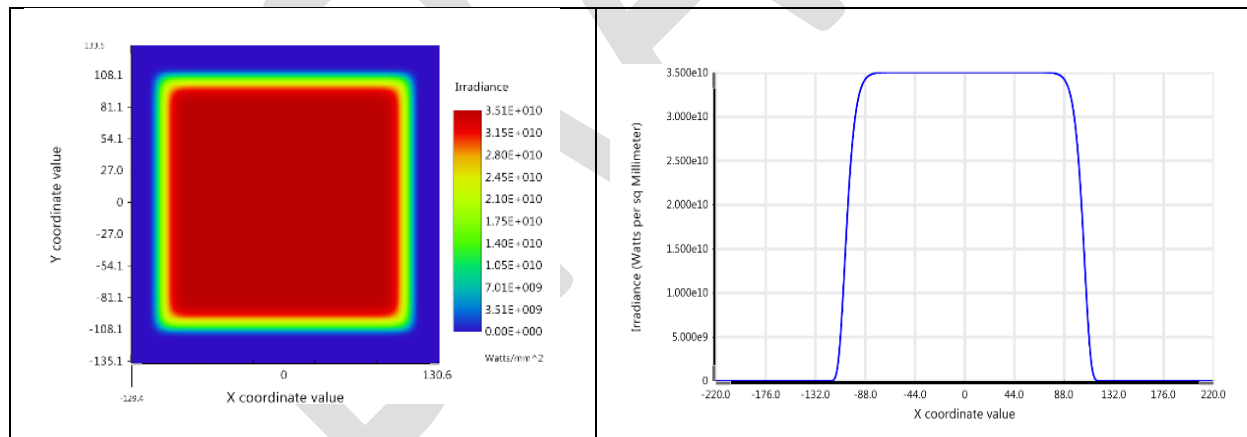 133.5
108.1
81.1
54.1
27.0
0
-27.0
-54.1
-81.1
-108.1
-135.1
Y coordinate value
-129.4
0
130.6
X coordinate value
Irradiance
3.51E+010
3.15E+010
2.80E+010
2.45E+010
2.10E+010
1.75E+010
1.40E+010
1.05E+010
7.01E+009
3.51E+009
0.00E+000
Watts/mm^2
Irradiance (Watts per sq Millimeter)
3.500e10
3.000e10
2.500e10
2.000e10
1.500e10
1.000e10
5.000e9
0
-220.0 -176.0 -132.0 -88.0 -44.0 0 44.0 88.0 132.0 176.0 220.0
X coordinate value